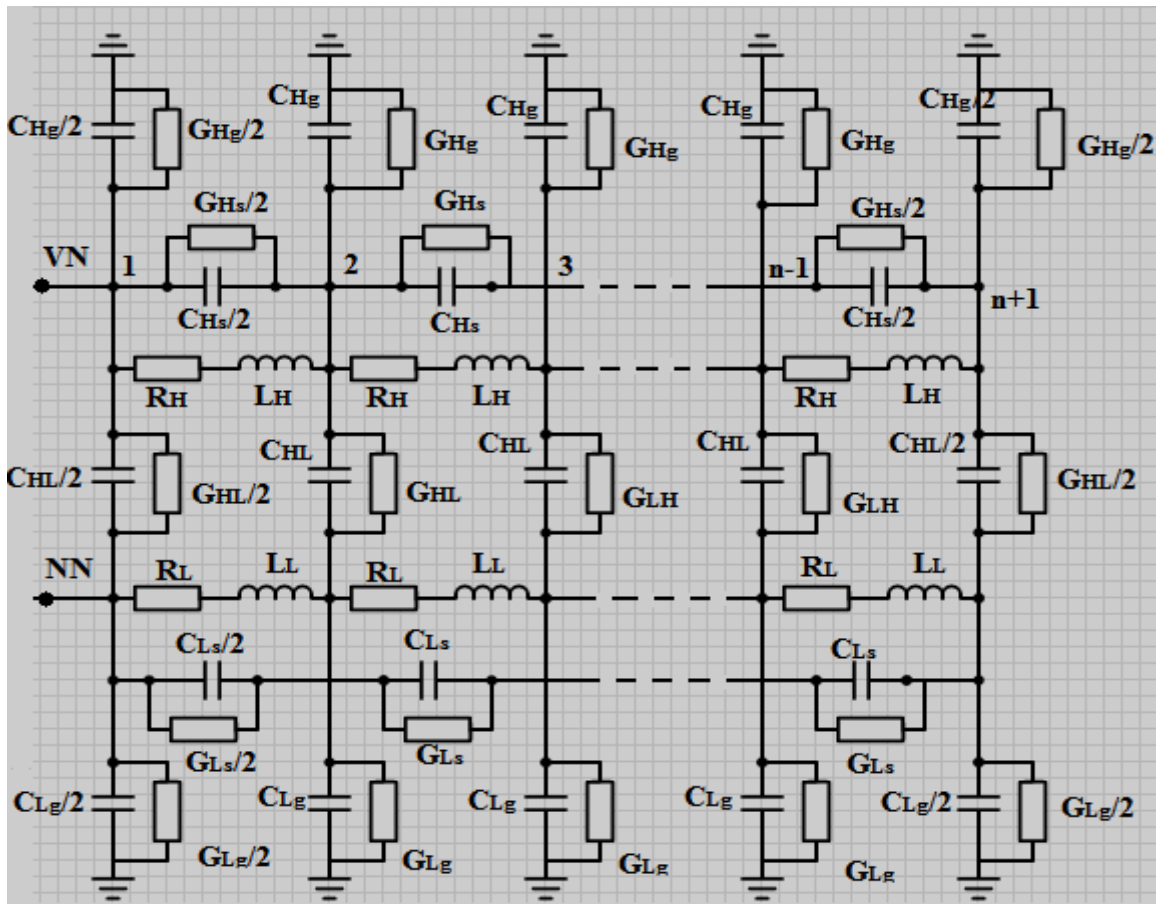 CHg CHg CHg CHg/2
CHg/2 GHg/2 GHg GHg GHg GHg/2
GHs/2 GHs GHs/2
VN 1 2 3 n-1 n+1
CHs/2 CHs CHs/2
RH LH RH LH RH LH
CHL/2 CHL CHL CHL CHL/2
GHL/2 GHL GLH GLH GHL/2
NN RL LL RL LL RL LL
CLs/2 CLs CLs
GLs/2 GLs GLs
CLg/2 CLg CLg CLg CLg/2 GLg/2
GLg/2 GLg GLg GLg